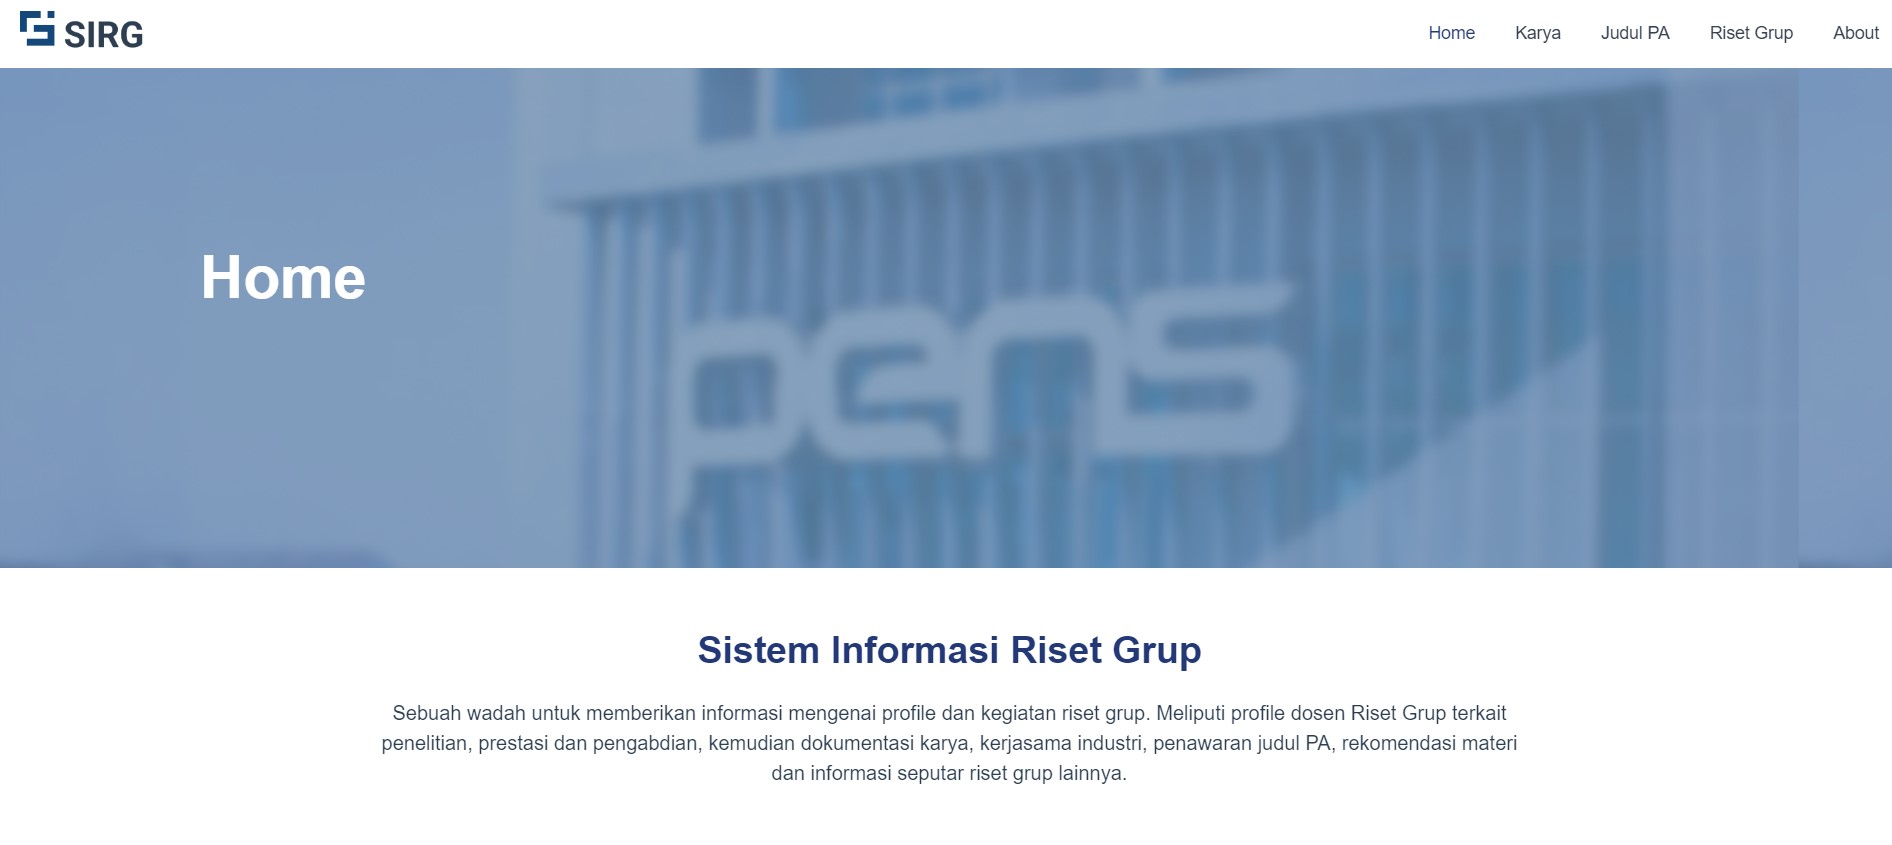 SIRG
Home Karya Judul PA Riset Grup About
Home
pens
Sistem Informasi Riset Grup
Sebuah wadah untuk memberikan informasi mengenai profile dan kegiatan riset grup. Meliputi profile dosen Riset Grup terkait
penelitian, prestasi dan pengabdian, kemudian dokumentasi karya, kerjasama industri, penawaran judul PA, rekomendasi materi
dan informasi seputar riset grup lainnya.